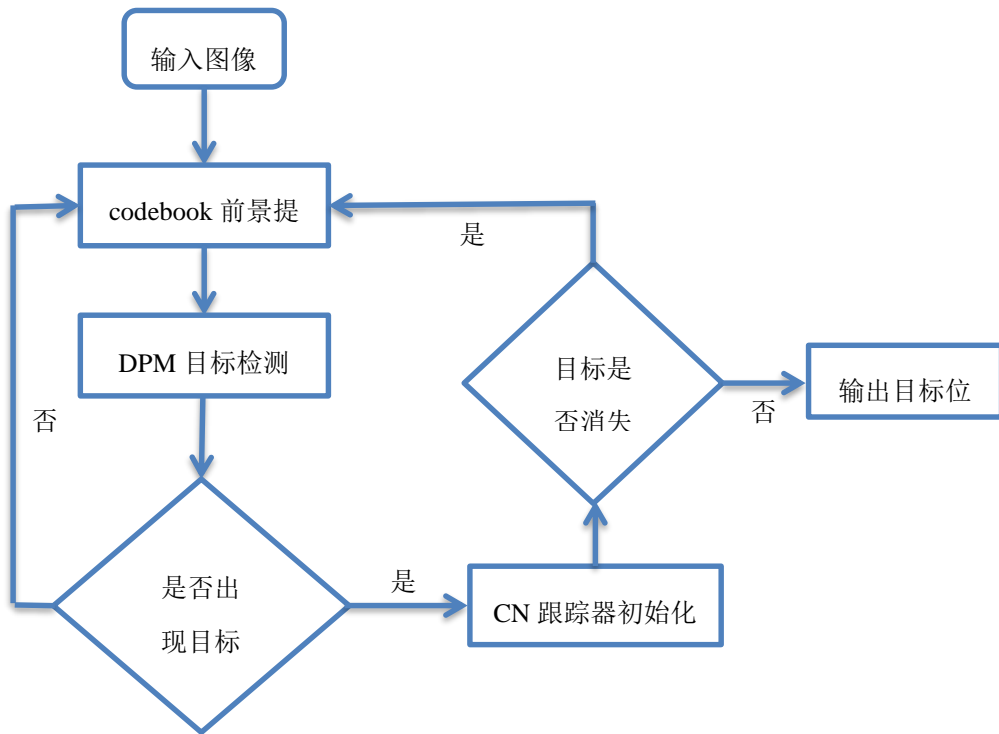 输入图像
codebook 前景提
是
DPM 目标检测
目标是
否消失
输出目标位
否
否
是否出
现目标
是
CN 跟踪器初始化